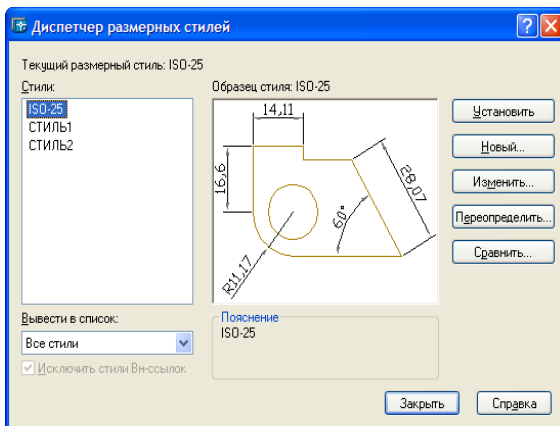 Диспетчер размерных стилей
Текущий размерный стиль: ISO-25
Стили:
Образец стиля: ISO-25
ISO-25
СТИЛЬ1
СТИЛЬ2
14,11
16,6
28,07
60°
R11,17
Установить
Новый...
Изменить...
Переопределить...
Сравнить...
Вывести в список:
Все стили
Исключить стили Вн-ссылок
Пояснение
ISO-25
Закрыть
Справка